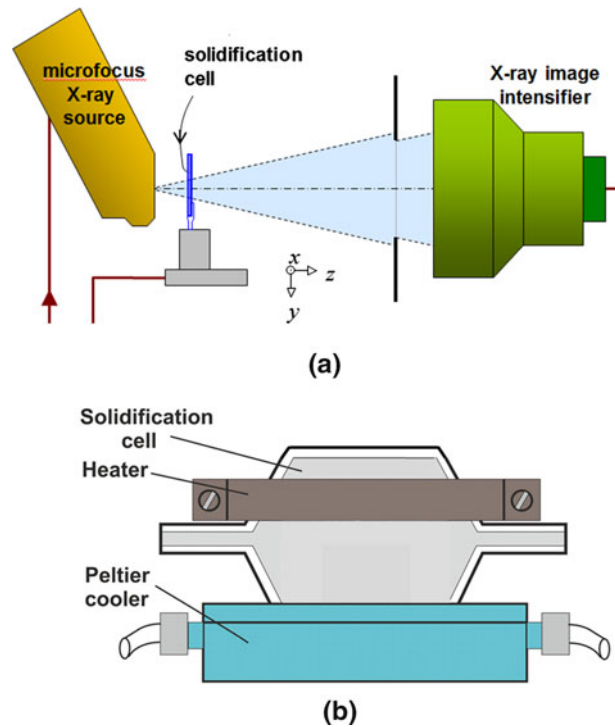 microfocus
X-ray
source
solidification
cell
X-ray image
intensifier
x
z
y
(a)
Solidification
cell
Heater
Peltier
cooler
(b)